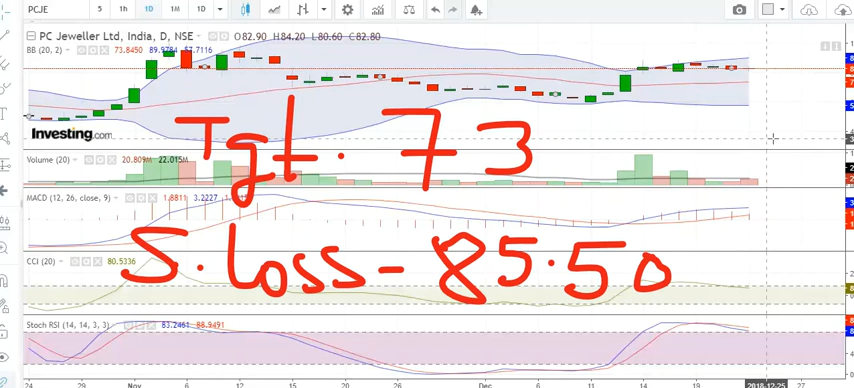 PCJE 5 1h 1D 1M 1D
PC Jeweller Ltd, India, D, NSE O82.90 H84.20 L80.60 C82.80
BB (20, 2) 73.8450 89.9784 57.7116
Tgt. 73
Investing.com
Volume (20) 20.809M 22.015M
MACD (12, 26, close, 9) 1.8811 3.2227
S. loss - 85.50
CCI (20) 80.5336
Stoch RSI (14, 14, 3, 3) 83.2461 88.9491
24 29 Nov 6 12 15 20 26 Dec 6 11 14 19 2018-12-25 27